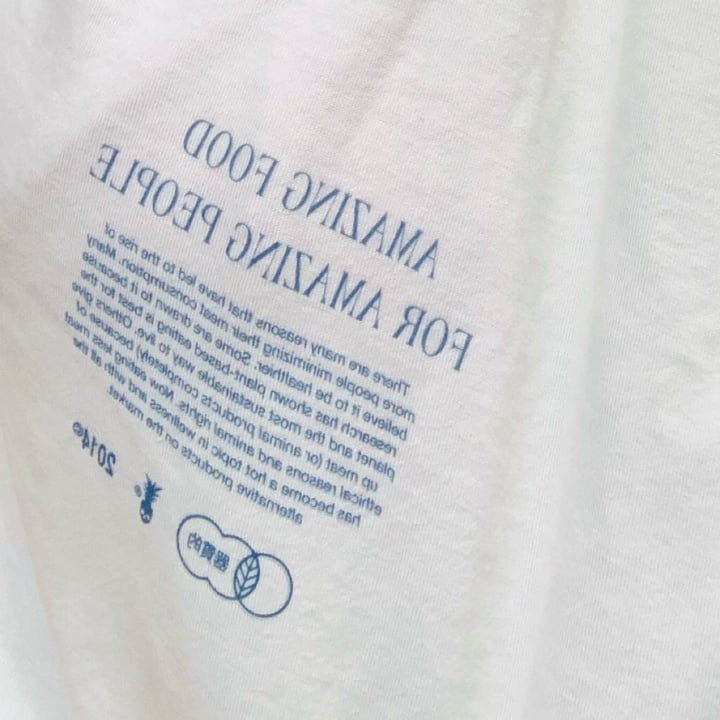 AMAZING FOOD
FOR AMAZING PEOPLE
There are many reasons that have led to the rise of
more people minimizing their meat consumption. Many
believe it to be healthier. Some are drawn to it because
research has shown plant-based eating is best for the
planet and the most sustainable way to live. Others give
up meat (or animal products completely) because of
ethical reasons and animal rights. Now eating less meat
has become a hot topic in wellness and with all the
alternative products on the market.
2014®
器質的